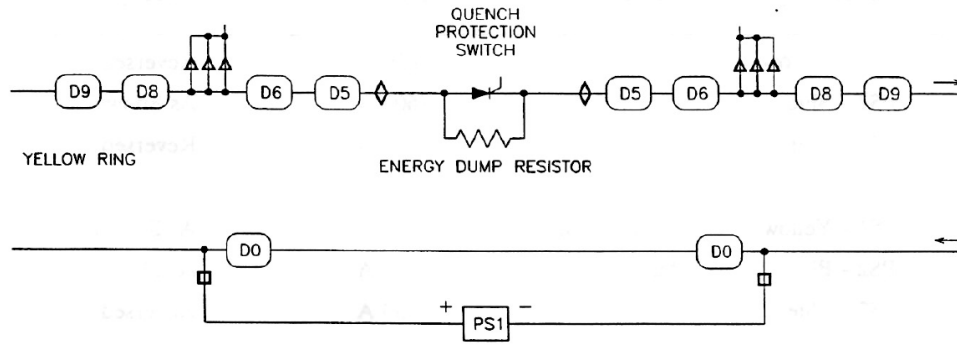 QUENCH
PROTECTION
SWITCH
D9 D8 D6 D5 D5 D6 D8 D9
YELLOW RING
ENERGY DUMP RESISTOR
D0 D0
+ PS1 −